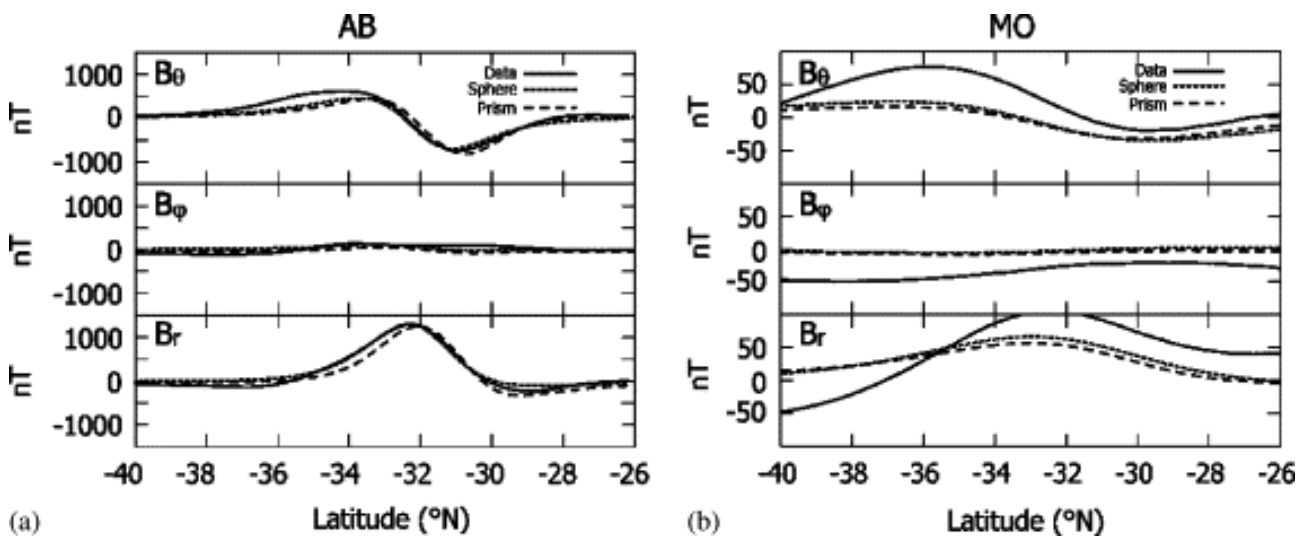 AB
Bθ
Data
Sphere
Prism
1000
0
-1000
nT
Bφ
1000
0
-1000
nT
Br
1000
0
-1000
nT
-40 -38 -36 -34 -32 -30 -28 -26
Latitude (°N)
(a)
MO
Bθ
Data
Sphere
Prism
50
0
-50
nT
Bφ
50
0
-50
nT
Br
50
0
-50
nT
-40 -38 -36 -34 -32 -30 -28 -26
Latitude (°N)
(b)